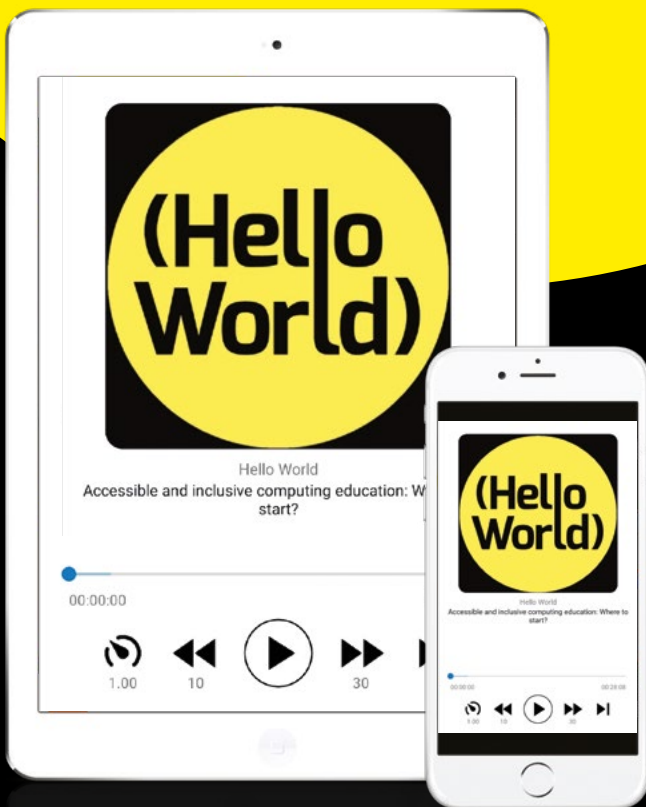 (Hello
World)
Hello World
Accessible and inclusive computing education: W
start?
00:00:00
1.00
10
30
(Hello
World)
Hello World
Accessible and inclusive computing education: Where to
start?
00:00:00
00:28:08
1.00
10
30